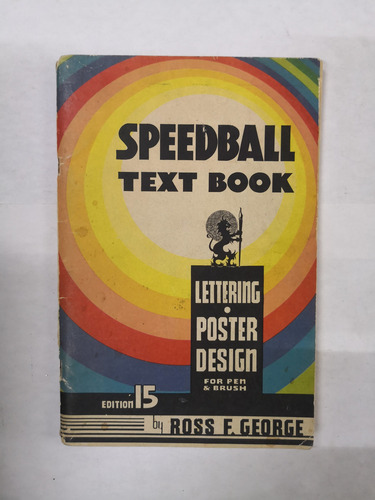 SPEEDBALL
TEXT BOOK
LETTERING
•
POSTER
DESIGN
FOR PEN
& BRUSH
EDITION 15
by ROSS F. GEORGE